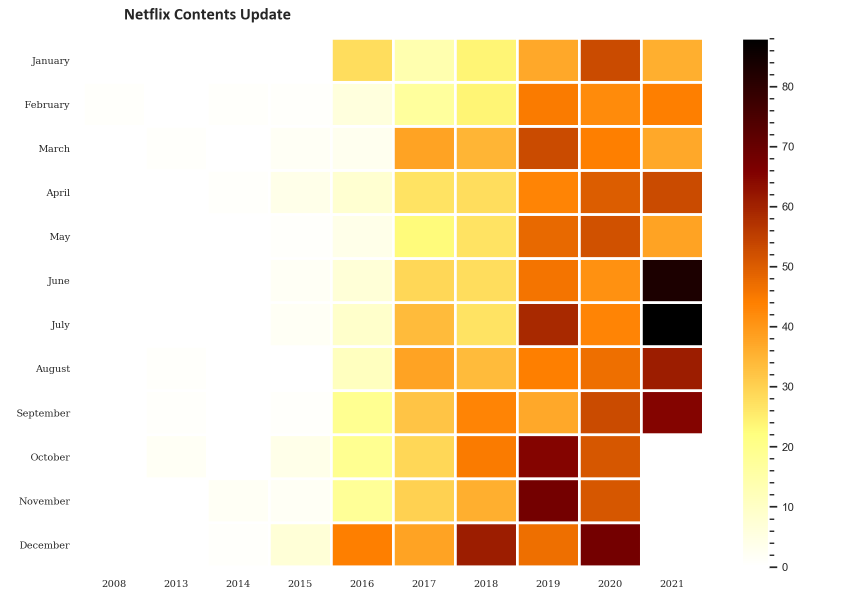 Netflix Contents Update
January
February
March
April
May
June
July
August
September
October
November
December
2008 2013 2014 2015 2016 2017 2018 2019 2020 2021
80
70
60
50
40
30
20
10
0